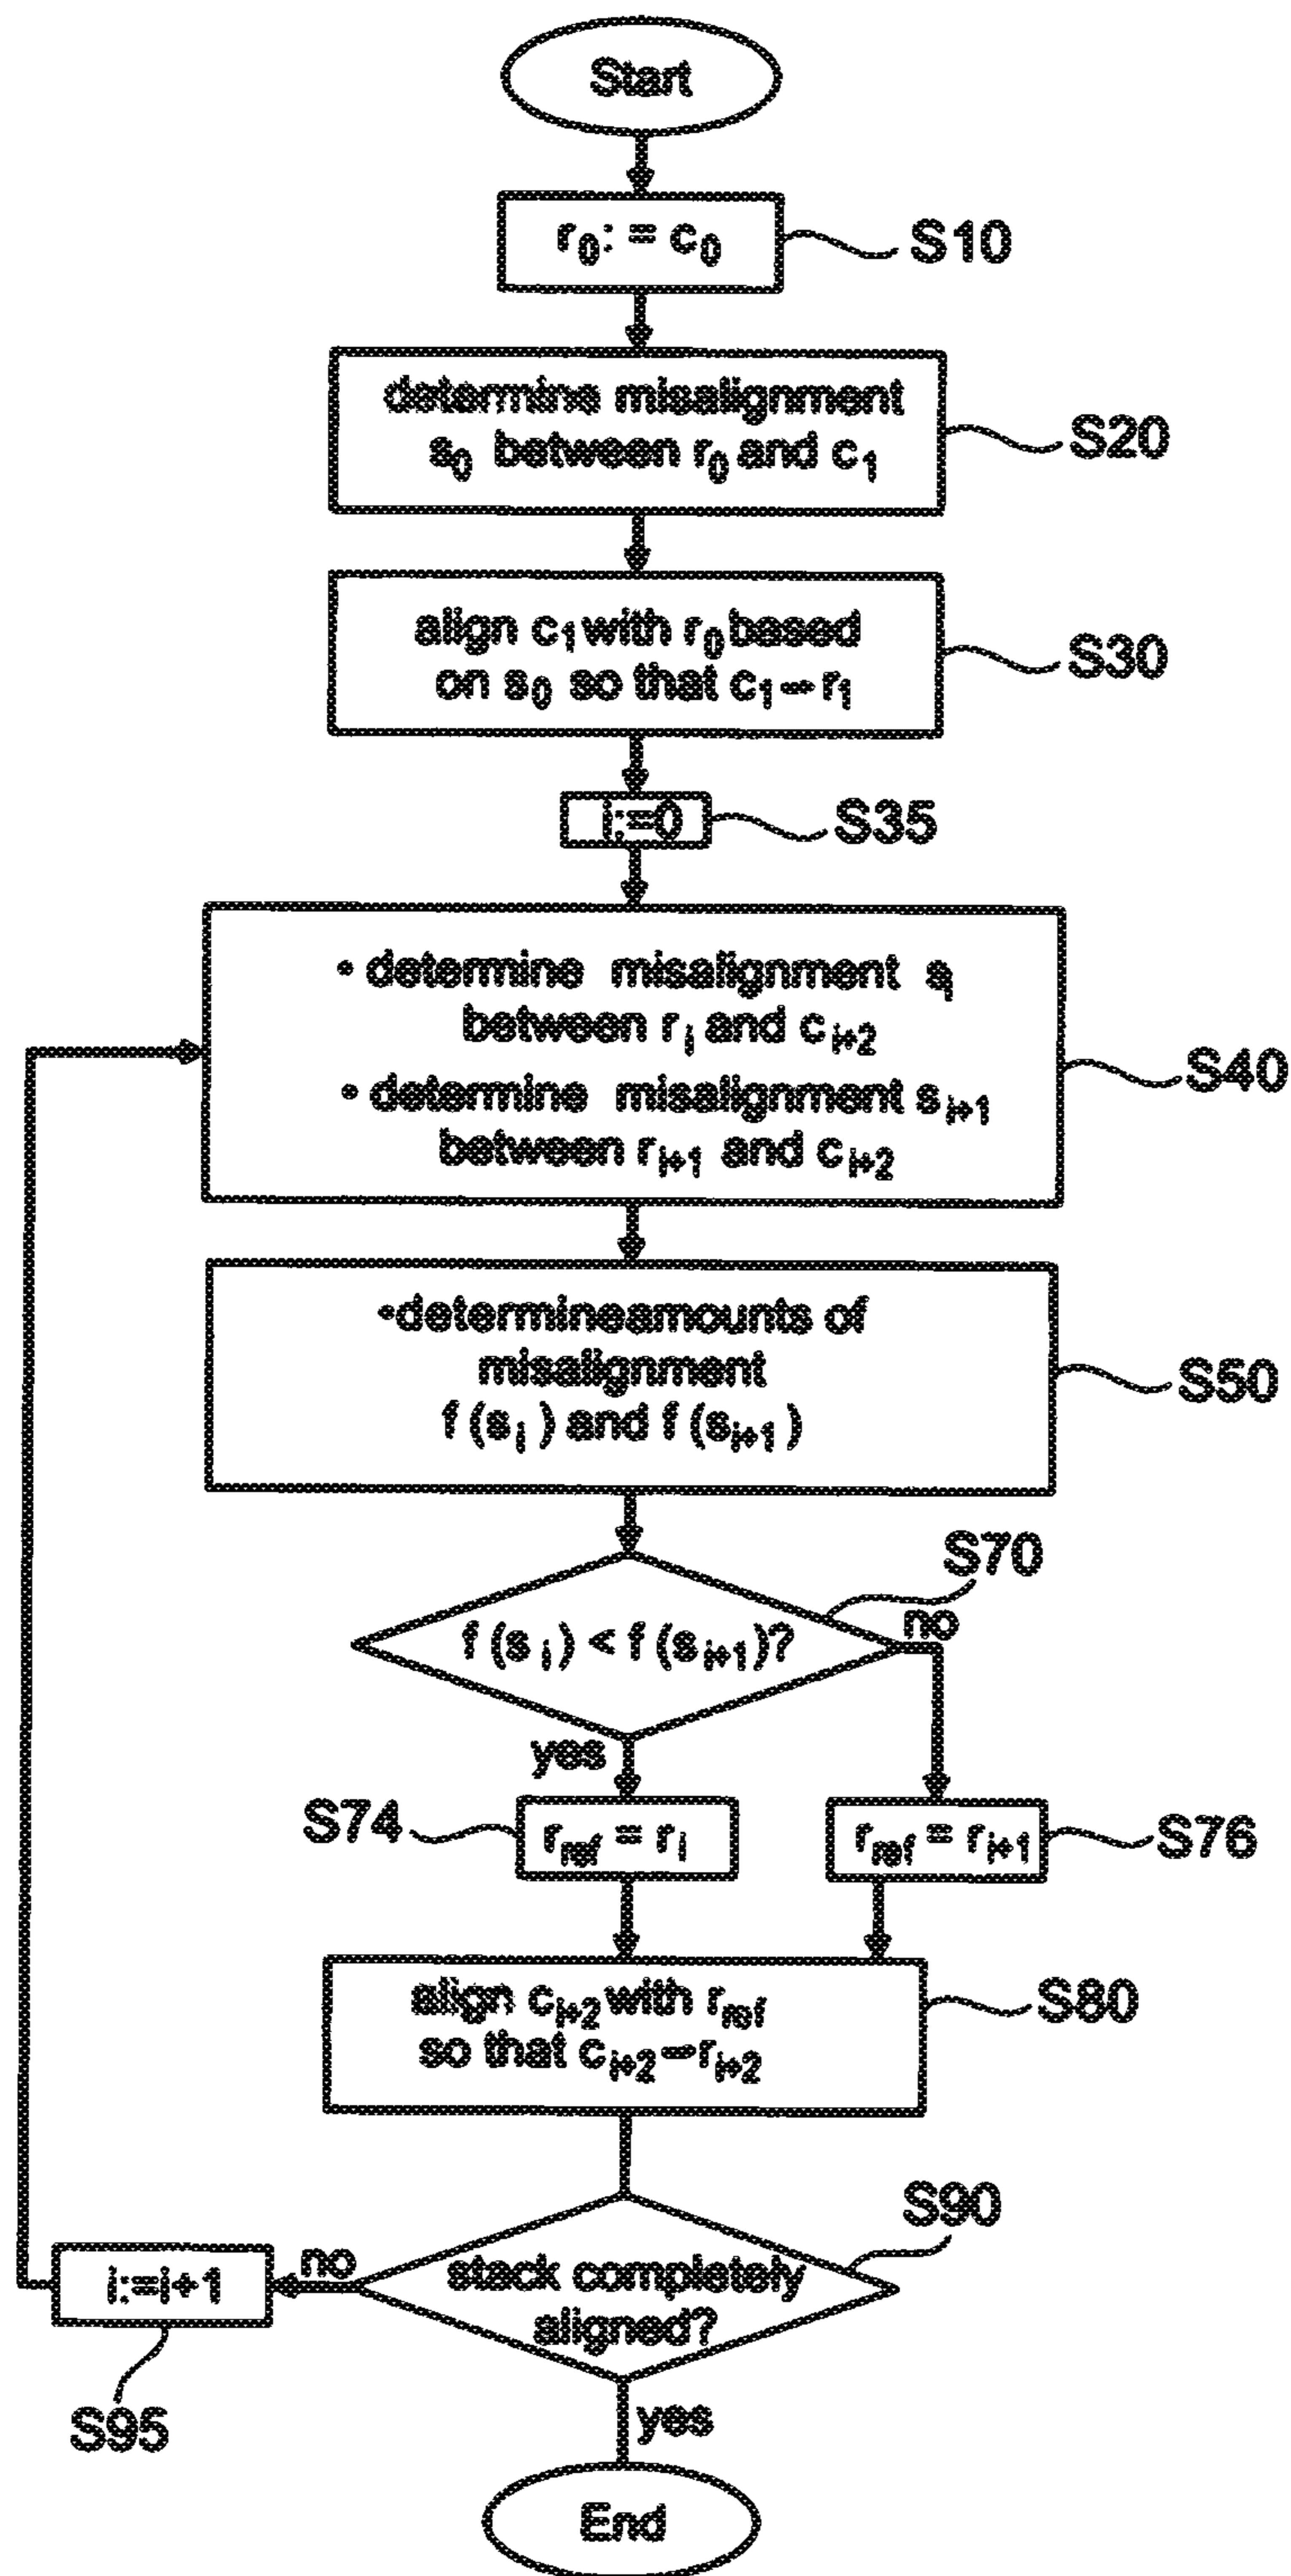 Start
r₀: = c₀
S10
determine misalignment
s₀ between r₀ and c₁
S20
align c₁ with r₀ based
on s₀ so that c₁→r₁
S30
i:=0
S35
• determine misalignment sᵢ
between rᵢ and cᵢ₊₂
• determine misalignment sᵢ₊₁
between rᵢ₊₁ and cᵢ₊₂
S40
•determineamounts of
misalignment
f (sᵢ) and f (sᵢ₊₁)
S50
S70
f (sᵢ) < f (sᵢ₊₁)?
no
yes
S74
r_ref = rᵢ
r_ref = rᵢ₊₁
S76
align cᵢ₊₂ with r_ref
so that cᵢ₊₂→rᵢ₊₂
S80
S90
stack completely
aligned?
no
i:=i+1
S95
yes
End